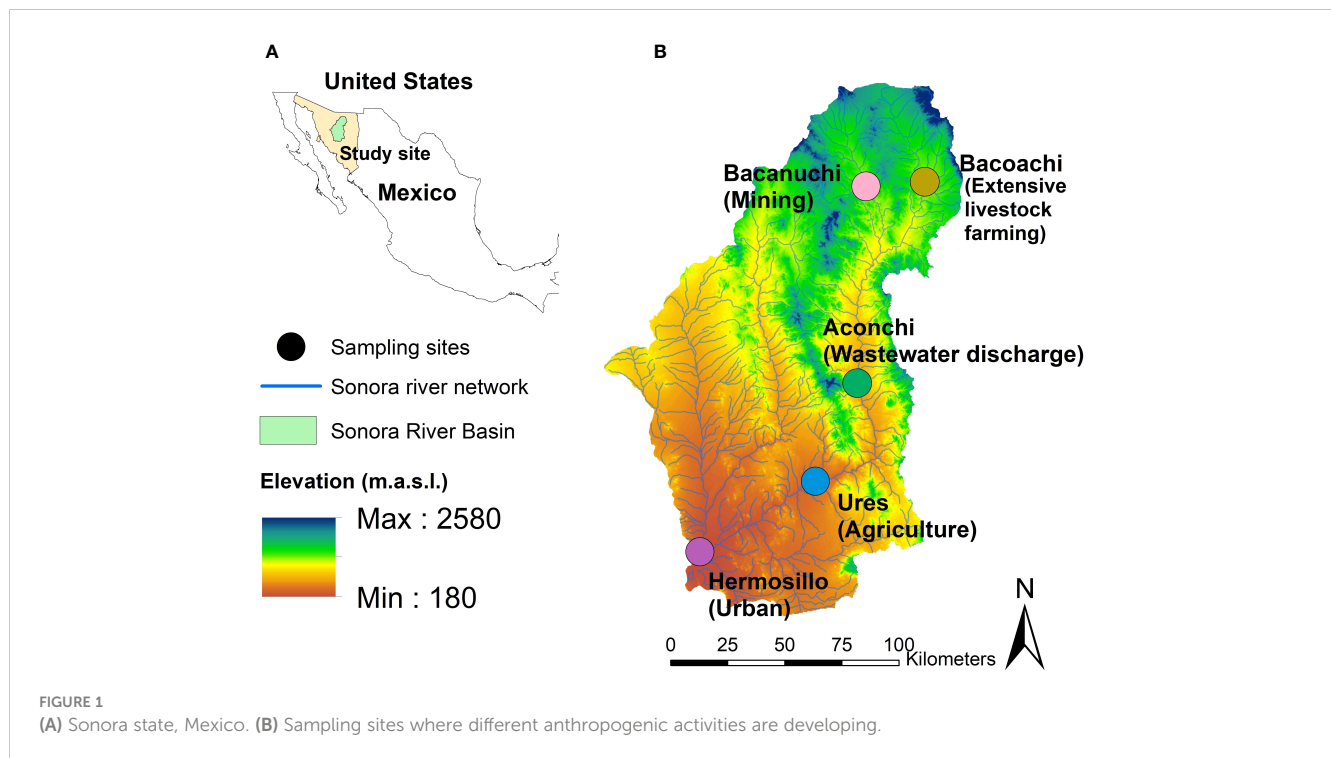 A
United States
Study site
Mexico
Sampling sites
Sonora river network
Sonora River Basin
Elevation (m.a.s.l.)
Max : 2580
Min : 180
B
Bacanuchi
(Mining)
Bacoachi
(Extensive
livestock
farming)
Aconchi
(Wastewater discharge)
Ures
(Agriculture)
Hermosillo
(Urban)
N
0 25 50 75 100
Kilometers
FIGURE 1
(A) Sonora state, Mexico. (B) Sampling sites where different anthropogenic activities are developing.